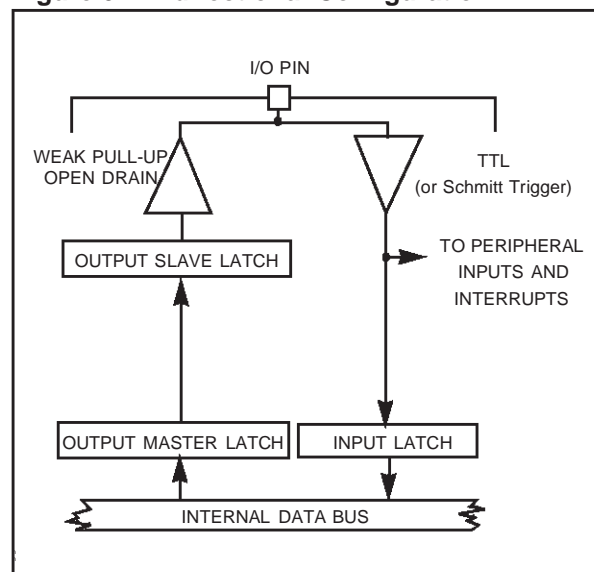 I/O PIN
WEAK PULL-UP
OPEN DRAIN
TTL
(or Schmitt Trigger)
OUTPUT SLAVE LATCH
TO PERIPHERAL
INPUTS AND
INTERRUPTS
OUTPUT MASTER LATCH
INPUT LATCH
INTERNAL DATA BUS